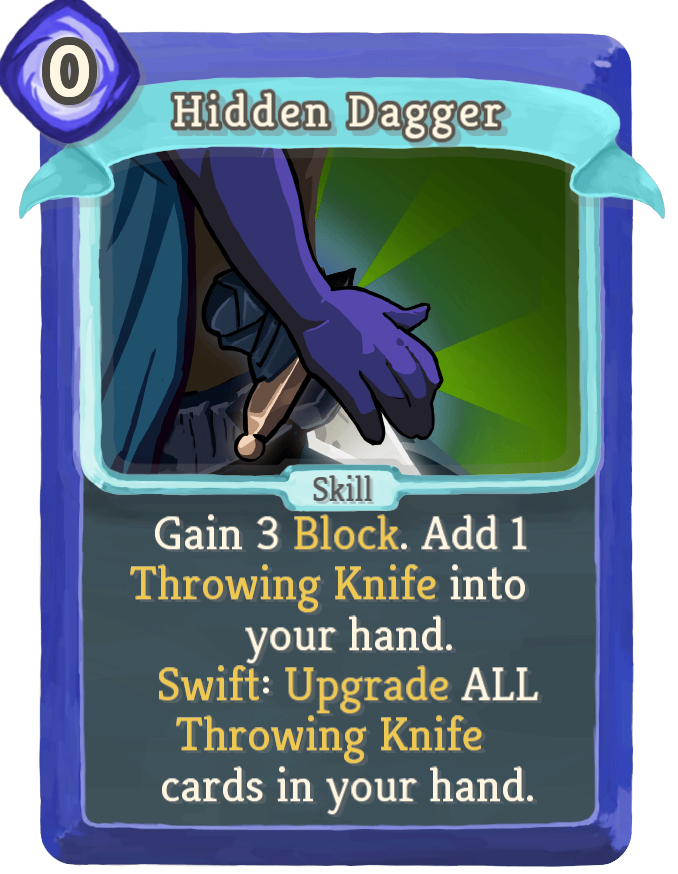 0
Hidden Dagger
Skill
Gain 3 Block. Add 1
Throwing Knife into
your hand.
Swift: Upgrade ALL
Throwing Knife
cards in your hand.